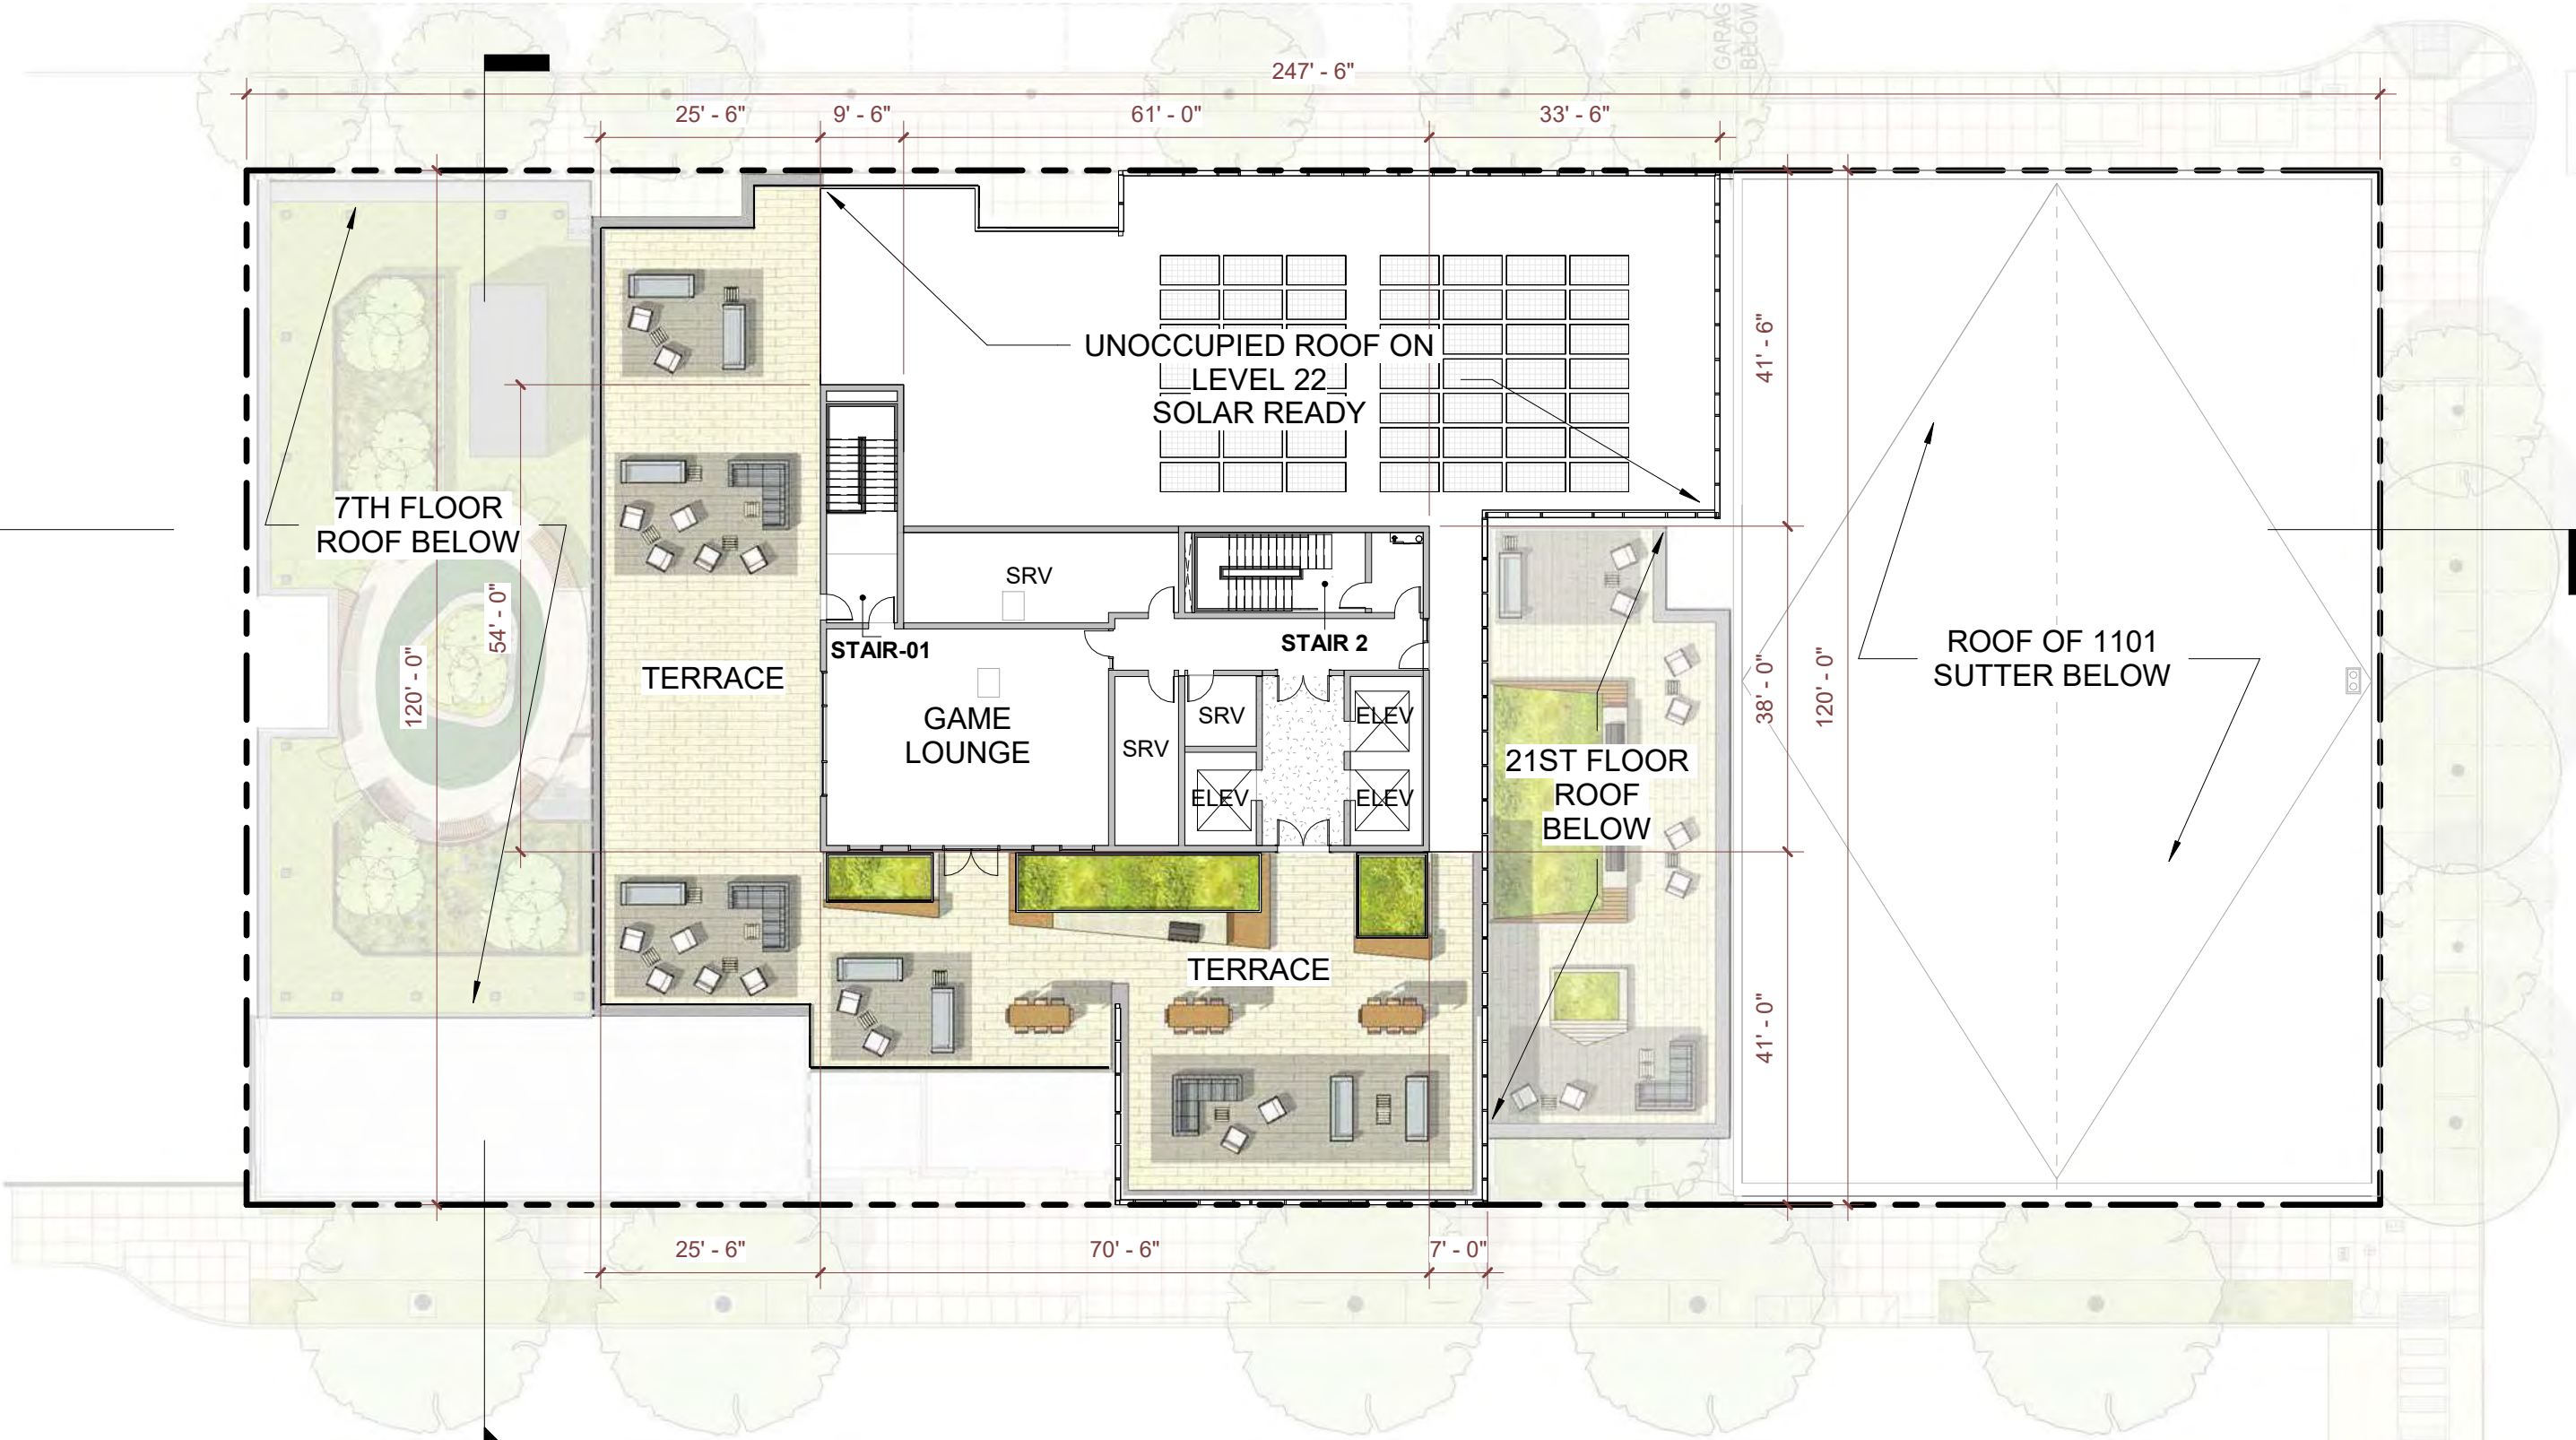 GARAG
BELOW
247' - 6"
25' - 6"
9' - 6"
61' - 0"
33' - 6"
UNOCCUPIED ROOF ON
LEVEL 22
SOLAR READY
41' - 6"
7TH FLOOR
ROOF BELOW
54' - 0"
120' - 0"
TERRACE
STAIR-01
SRV
STAIR 2
GAME
LOUNGE
SRV
SRV
ELEV
ELEV
ELEV
21ST FLOOR
ROOF
BELOW
38' - 0"
120' - 0"
ROOF OF 1101
SUTTER BELOW
TERRACE
41' - 0"
25' - 6"
70' - 6"
7' - 0"